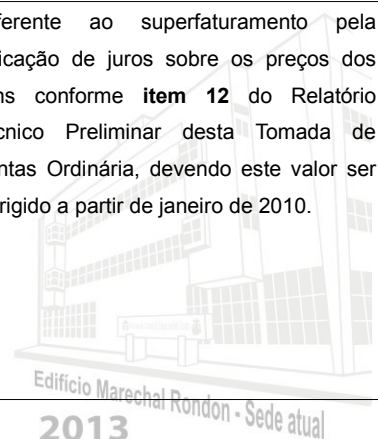 ferente ao superfaturamento pela
icação de juros sobre os preços dos
ns conforme item 12 do Relatório
cnico Preliminar desta Tomada de
ntas Ordinária, devendo este valor ser
rigido a partir de janeiro de 2010.
Edifício Marechal Rondon - Sede atual
2013